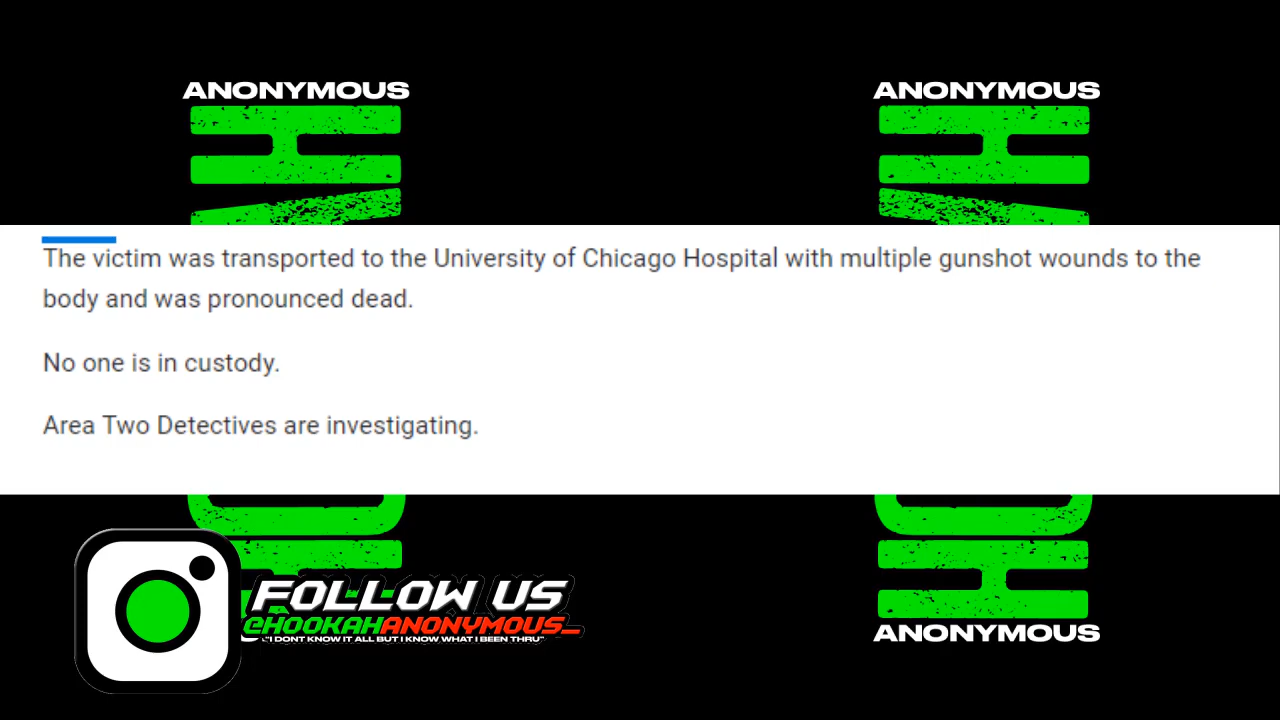 ANONYMOUS
ANONYMOUS
The victim was transported to the University of Chicago Hospital with multiple gunshot wounds to the
body and was pronounced dead.
No one is in custody.
Area Two Detectives are investigating.
FOLLOW US
@HOOKAHANONYMOUS_
"I DONT KNOW IT ALL BUT I KNOW WHAT I BEEN THRU"
ANONYMOUS